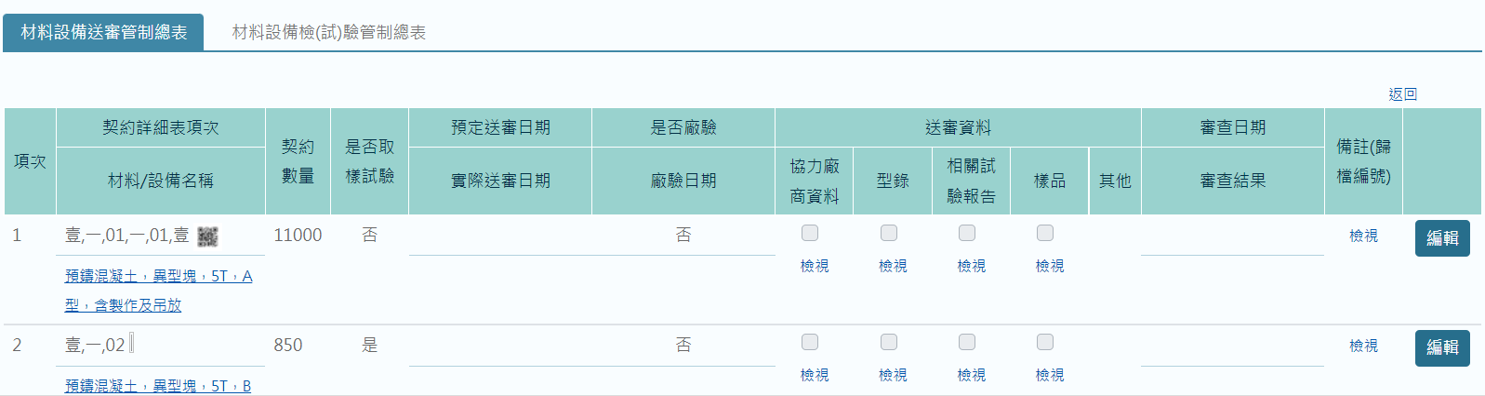 材料設備送審管制總表 材料設備檢(試)驗管制總表
返回
項次 契約詳細表項次 契約數量 是否取樣試驗 預定送審日期 是否廠驗 送審資料 審查日期 備註(歸檔編號)
材料/設備名稱 實際送審日期 廠驗日期 協力廠商資料 型錄 相關試驗報告 樣品 其他 審查結果
1 壹,一,01,一,01,壹 11000 否 否 檢視 編輯
檢視 檢視 檢視 檢視
預鑄混凝土，異型塊，5T，A
型，含製作及吊放
2 壹,一,02 850 是 否 檢視 編輯
檢視 檢視 檢視 檢視
預鑄混凝土，異型塊，5T，B